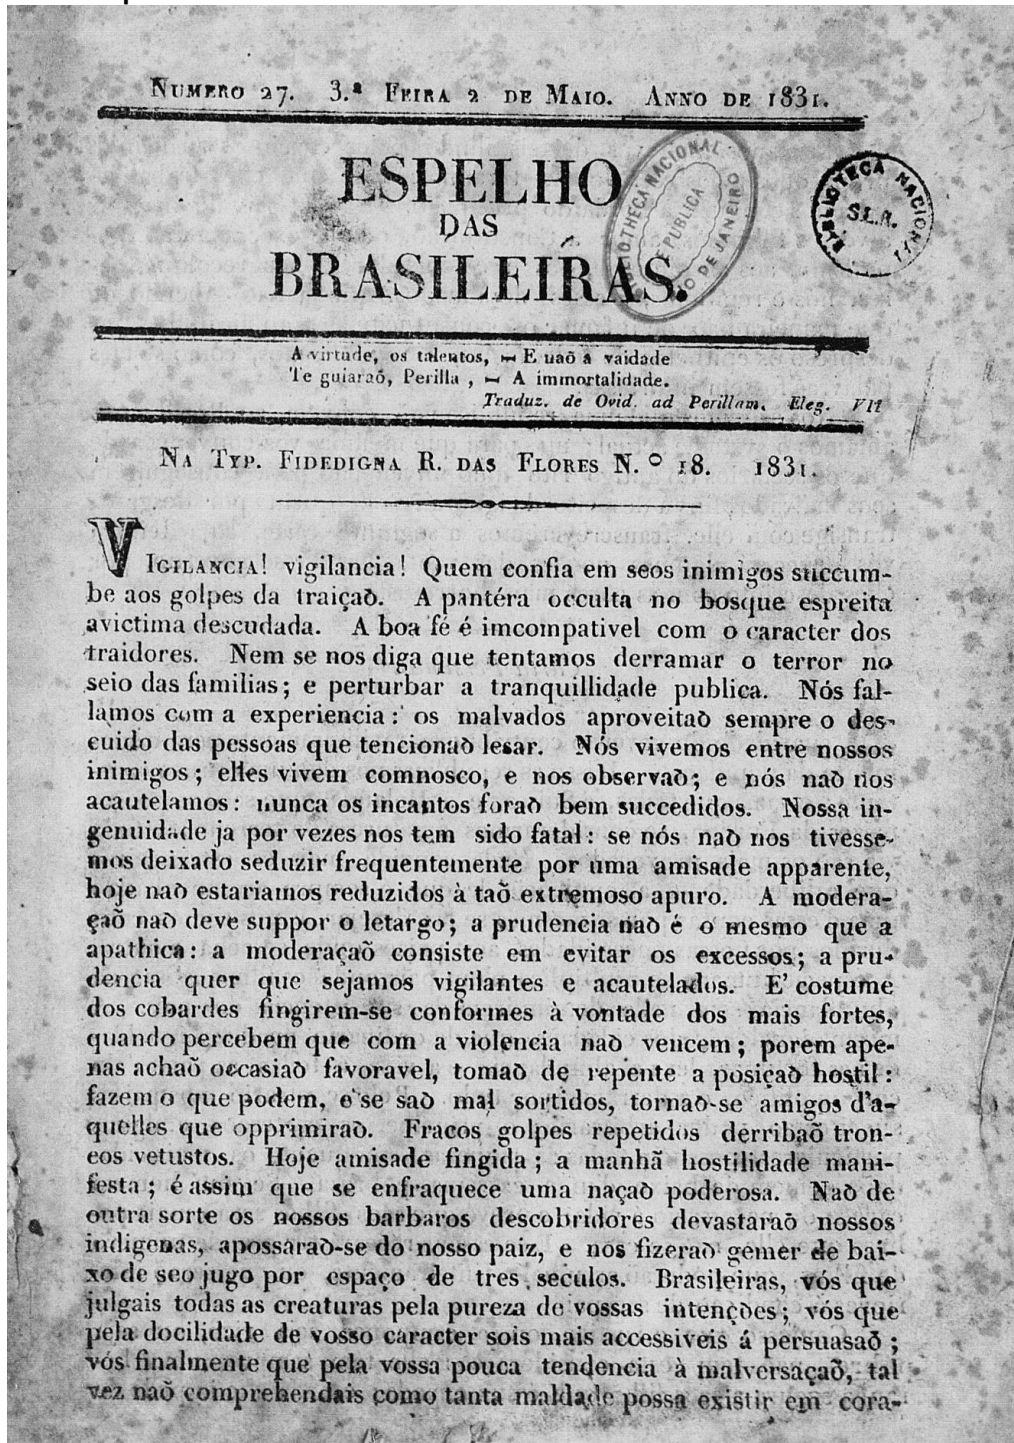 NUMERO 27. 3.ª FEIRA 2 DE MAIO. ANNO DE 1831.
ESPELHO
DAS
BRASILEIRAS.
BIBLIOTHECA NACIONAL
E PUBLICA
RIO DE JANEIRO
BIBLIOTECA NACIONAL
S.L.R.
A virtude, os talentos, — E naõ a vaidade
Te guiaraõ, Perilla, — A immortalidade.
Traduz. de Ovid. ad Perillam. Eleg. VII
NA TYP. FIDEDIGNA R. DAS FLORES N.º 18. 1831.
VIGILANCIA! vigilancia! Quem confia em seos inimigos succum-
be aos golpes da traiçaõ. A pantéra occulta no bosque espreita
avictima descudada. A boa fé é imcompativel com o caracter dos
traidores. Nem se nos diga que tentamos derramar o terror no
seio das familias; e perturbar a tranquillidade publica. Nós fal-
lamos com a experiencia: os malvados aproveitaõ sempre o des-
cuido das pessoas que tencionaõ lesar. Nós vivemos entre nossos
inimigos; elles vivem comnosco, e nos observaõ; e nós naõ nos
acautelamos: nunca os incautos foraõ bem succedidos. Nossa in-
genuidade ja por vezes nos tem sido fatal: se nós naõ nos tivesse-
mos deixado seduzir frequentemente por uma amisade apparente,
hoje naõ estariamos reduzidos à taõ extremoso apuro. A modera-
çaõ naõ deve suppor o letargo; a prudencia naõ é o mesmo que a
apathica: a moderaçaõ consiste em evitar os excessos; a pru-
dencia quer que sejamos vigilantes e acautelados. E' costume
dos cobardes fingirem-se conformes à vontade dos mais fortes,
quando percebem que com a violencia naõ vencem; porem ape-
nas achaõ occasiaõ favoravel, tomaõ de repente a posiçaõ hostil:
fazem o que podem, e se saõ mal sortidos, tornaõ-se amigos d'a-
quelles que opprimiraõ. Fracos golpes repetidos derribaõ tron-
cos vetustos. Hoje amisade fingida; a manhã hostilidade mani-
festa; é assim que se enfraquece uma naçaõ poderosa. Naõ de
outra sorte os nossos barbaros descobridores devastaraõ nossos
indigenas, apossaraõ-se do nosso paiz, e nos fizeraõ gemer de bai-
xo de seo jugo por espaço de tres seculos. Brasileiras, vós que
julgais todas as creaturas pela pureza de vossas intenções; vós que
pela docilidade de vosso caracter sois mais accessiveis á persuasaõ;
vós finalmente que pela vossa pouca tendencia à malversaçaõ, tal
vez naõ comprehendais como tanta maldade possa existir em cora-